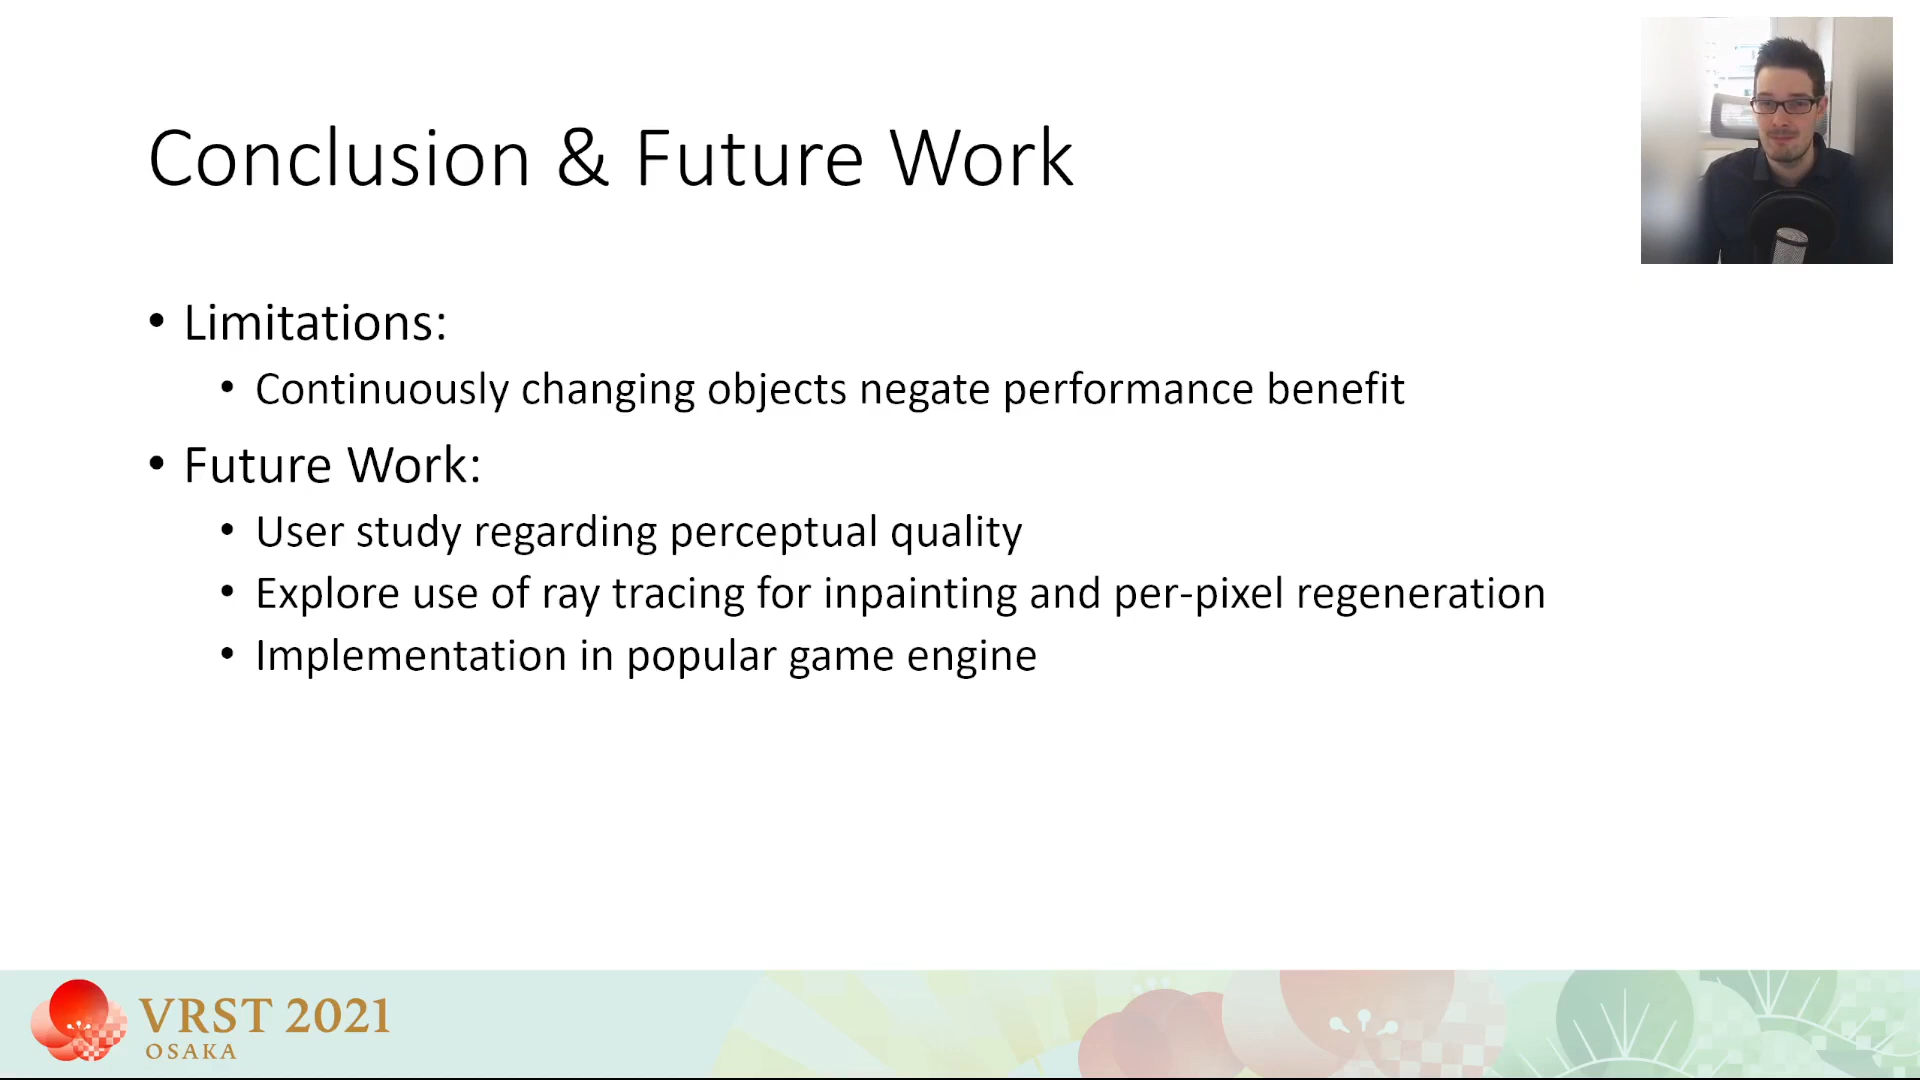 Conclusion & Future Work
• Limitations:
• Continuously changing objects negate performance benefit
• Future Work:
• User study regarding perceptual quality
• Explore use of ray tracing for inpainting and per-pixel regeneration
• Implementation in popular game engine
VRST 2021
OSAKA